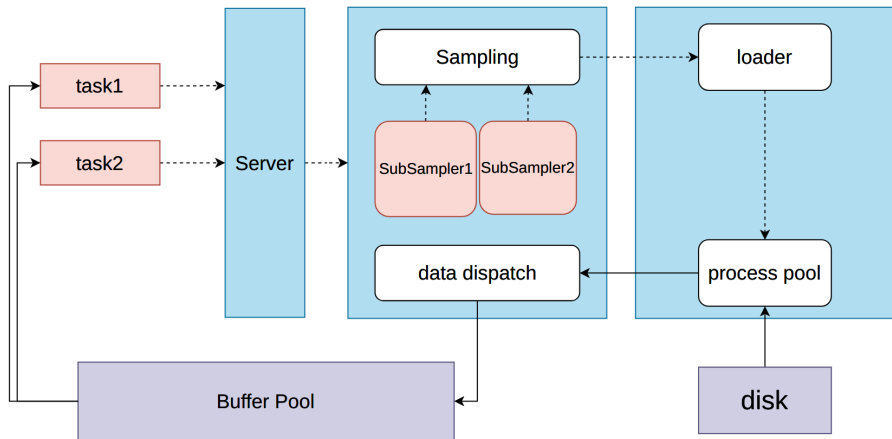 Sampling
loader
task1
task2
Server
SubSampler1
SubSampler2
data dispatch
process pool
Buffer Pool
disk